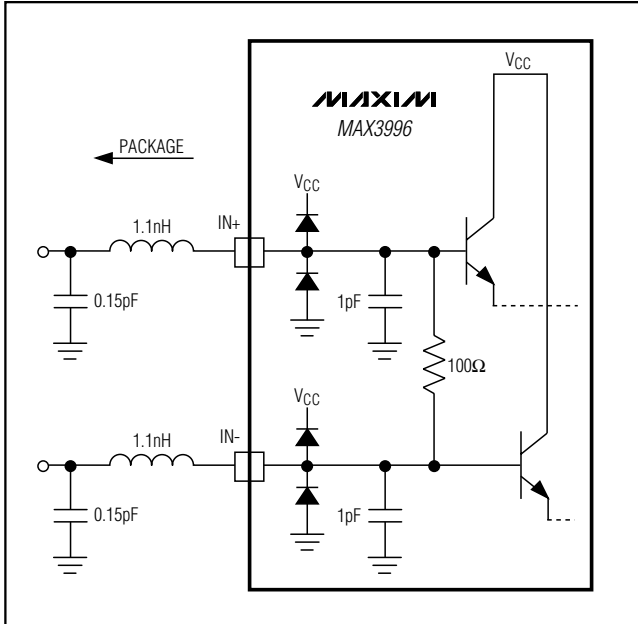 VCC
MAXIM
MAX3996
PACKAGE
VCC
1.1nH
IN+
0.15pF
1pF
100Ω
VCC
1.1nH
IN-
0.15pF
1pF